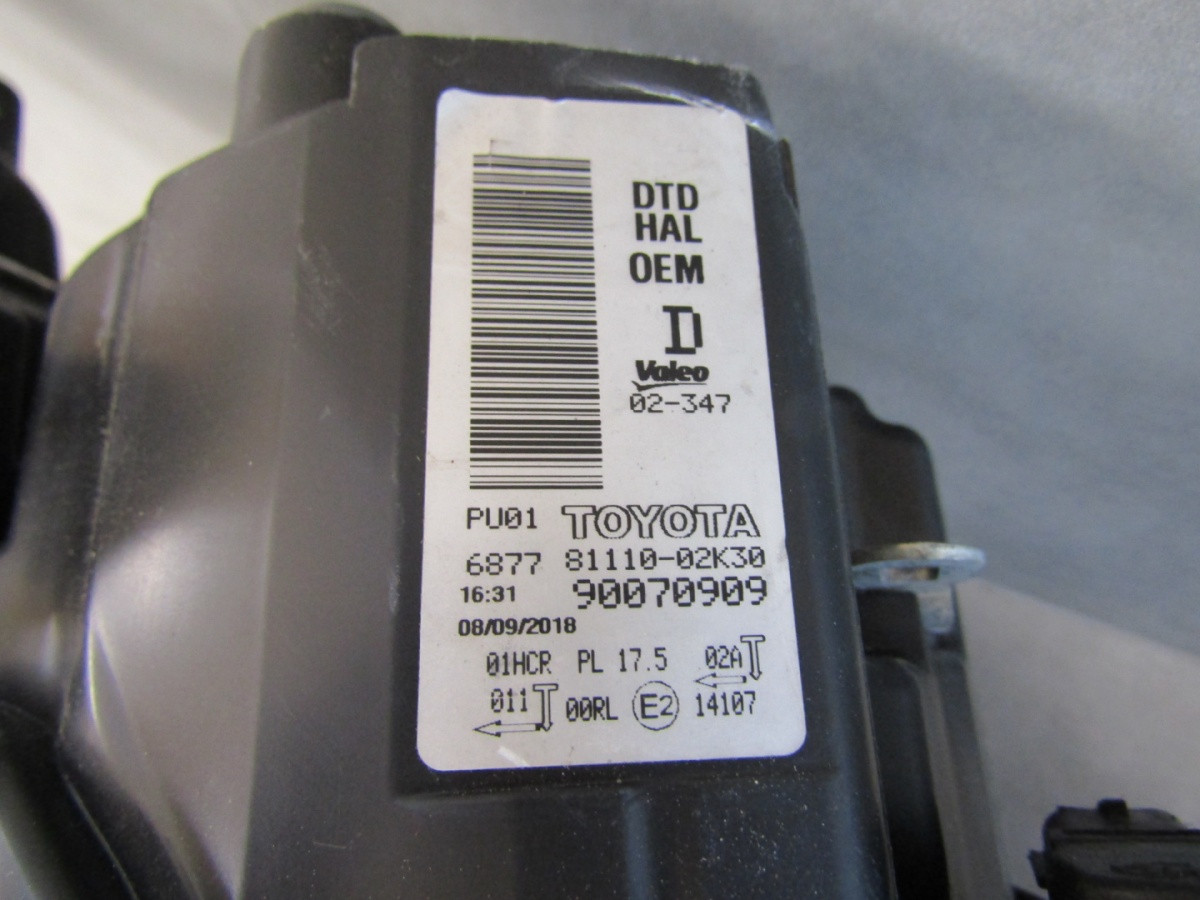 DTD
HAL
OEM
D
Valeo
02-347
PU01 TOYOTA
6877 81110-02K30
16:31 90070909
08/09/2018
01HCR PL 17.5 02A
011 00RL E2 14107